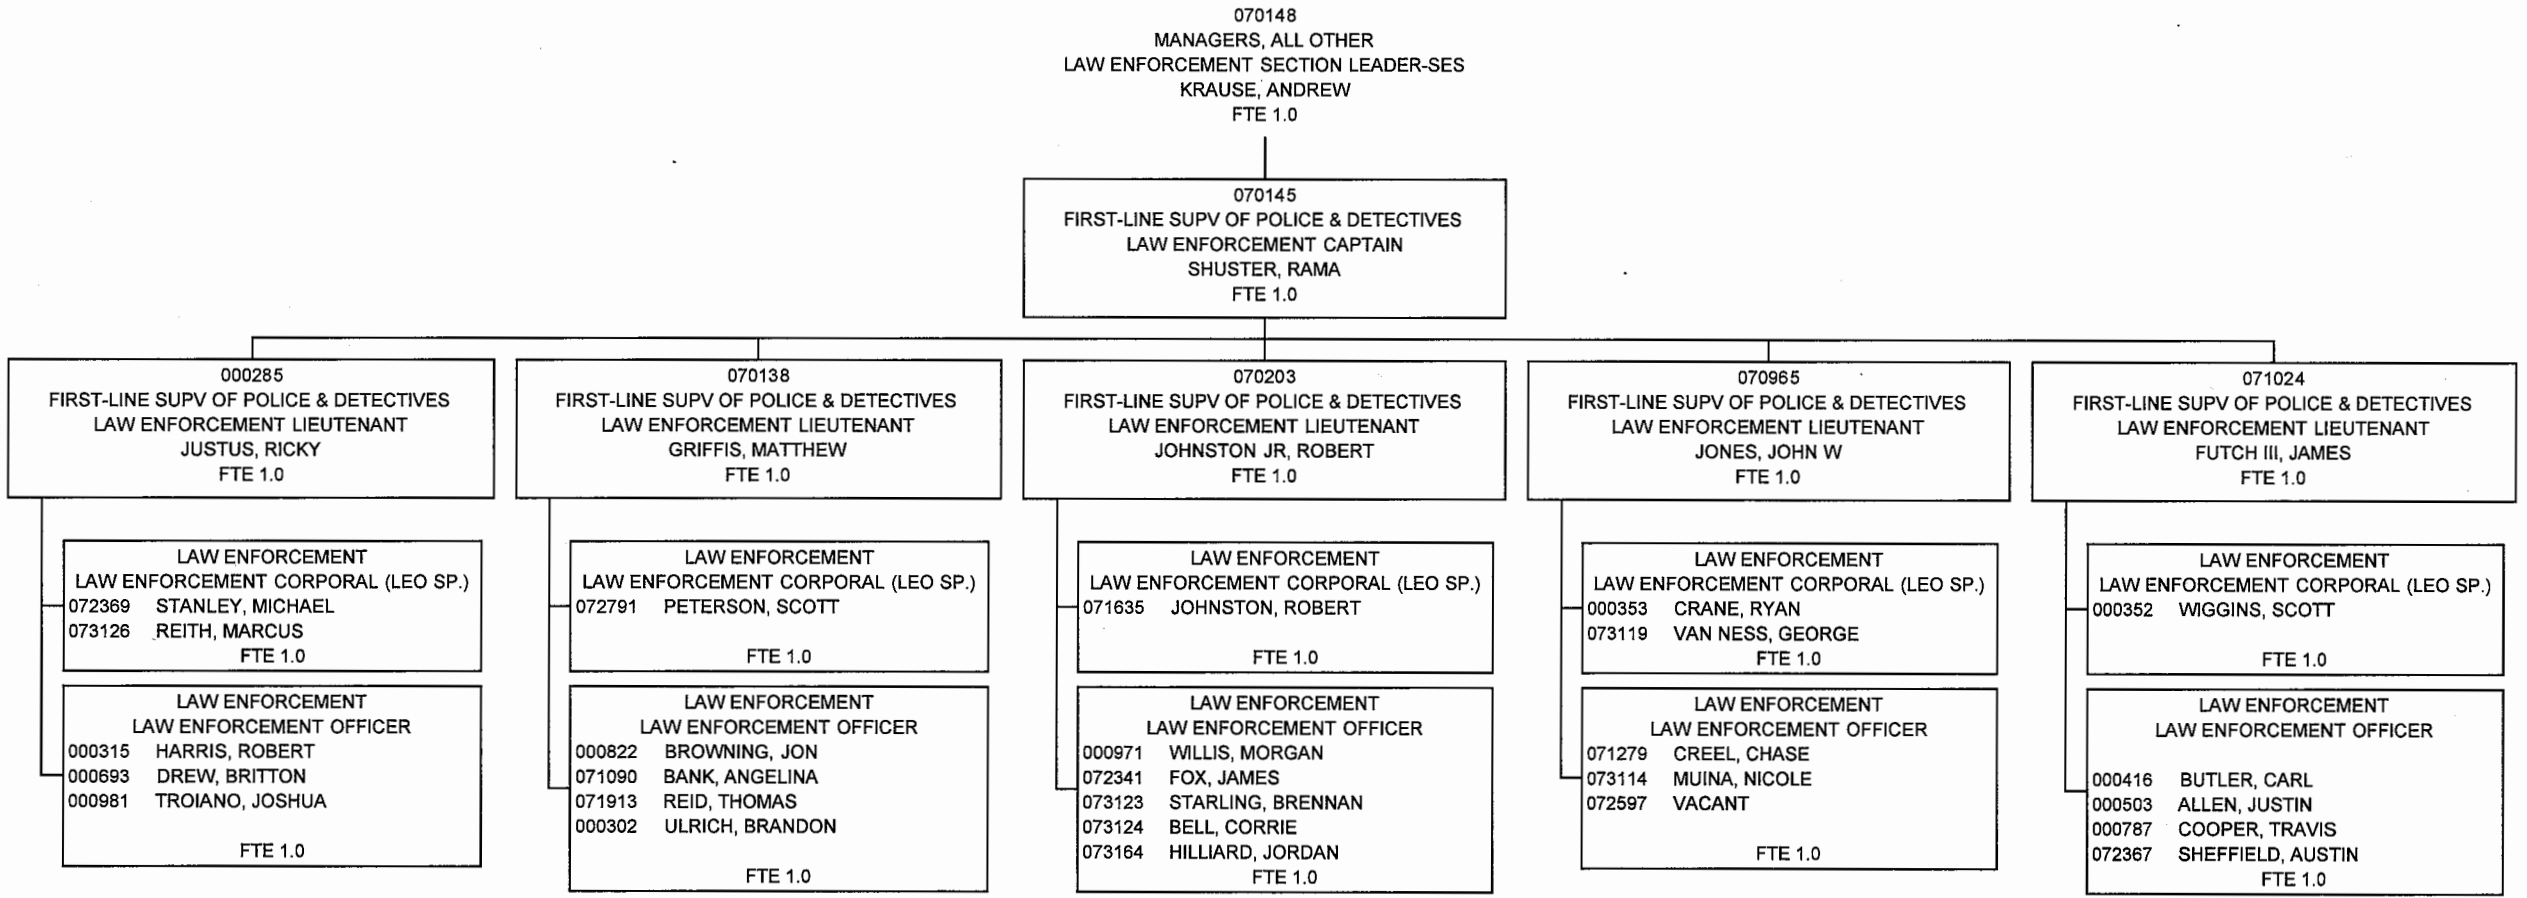 070148
MANAGERS, ALL OTHER
LAW ENFORCEMENT SECTION LEADER-SES
KRAUSE, ANDREW
FTE 1.0
070145
FIRST-LINE SUPV OF POLICE & DETECTIVES
LAW ENFORCEMENT CAPTAIN
SHUSTER, RAMA
FTE 1.0
000285
FIRST-LINE SUPV OF POLICE & DETECTIVES
LAW ENFORCEMENT LIEUTENANT
JUSTUS, RICKY
FTE 1.0
LAW ENFORCEMENT
LAW ENFORCEMENT CORPORAL (LEO SP.)
072369 STANLEY, MICHAEL
073126 REITH, MARCUS
FTE 1.0
LAW ENFORCEMENT
LAW ENFORCEMENT OFFICER
000315 HARRIS, ROBERT
000693 DREW, BRITTON
000981 TROIANO, JOSHUA
FTE 1.0
070138
FIRST-LINE SUPV OF POLICE & DETECTIVES
LAW ENFORCEMENT LIEUTENANT
GRIFFIS, MATTHEW
FTE 1.0
LAW ENFORCEMENT
LAW ENFORCEMENT CORPORAL (LEO SP.)
072791 PETERSON, SCOTT
FTE 1.0
LAW ENFORCEMENT
LAW ENFORCEMENT OFFICER
000822 BROWNING, JON
071090 BANK, ANGELINA
071913 REID, THOMAS
000302 ULRICH, BRANDON
FTE 1.0
070203
FIRST-LINE SUPV OF POLICE & DETECTIVES
LAW ENFORCEMENT LIEUTENANT
JOHNSTON JR, ROBERT
FTE 1.0
LAW ENFORCEMENT
LAW ENFORCEMENT CORPORAL (LEO SP.)
071635 JOHNSTON, ROBERT
FTE 1.0
LAW ENFORCEMENT
LAW ENFORCEMENT OFFICER
000971 WILLIS, MORGAN
072341 FOX, JAMES
073123 STARLING, BRENNAN
073124 BELL, CORRIE
073164 HILLIARD, JORDAN
FTE 1.0
070965
FIRST-LINE SUPV OF POLICE & DETECTIVES
LAW ENFORCEMENT LIEUTENANT
JONES, JOHN W
FTE 1.0
LAW ENFORCEMENT
LAW ENFORCEMENT CORPORAL (LEO SP.)
000353 CRANE, RYAN
073119 VAN NESS, GEORGE
FTE 1.0
LAW ENFORCEMENT
LAW ENFORCEMENT OFFICER
071279 CREEL, CHASE
073114 MUINA, NICOLE
072597 VACANT
FTE 1.0
071024
FIRST-LINE SUPV OF POLICE & DETECTIVES
LAW ENFORCEMENT LIEUTENANT
FUTCH III, JAMES
FTE 1.0
LAW ENFORCEMENT
LAW ENFORCEMENT CORPORAL (LEO SP.)
000352 WIGGINS, SCOTT
FTE 1.0
LAW ENFORCEMENT
LAW ENFORCEMENT OFFICER
000416 BUTLER, CARL
000503 ALLEN, JUSTIN
000787 COOPER, TRAVIS
072367 SHEFFIELD, AUSTIN
FTE 1.0